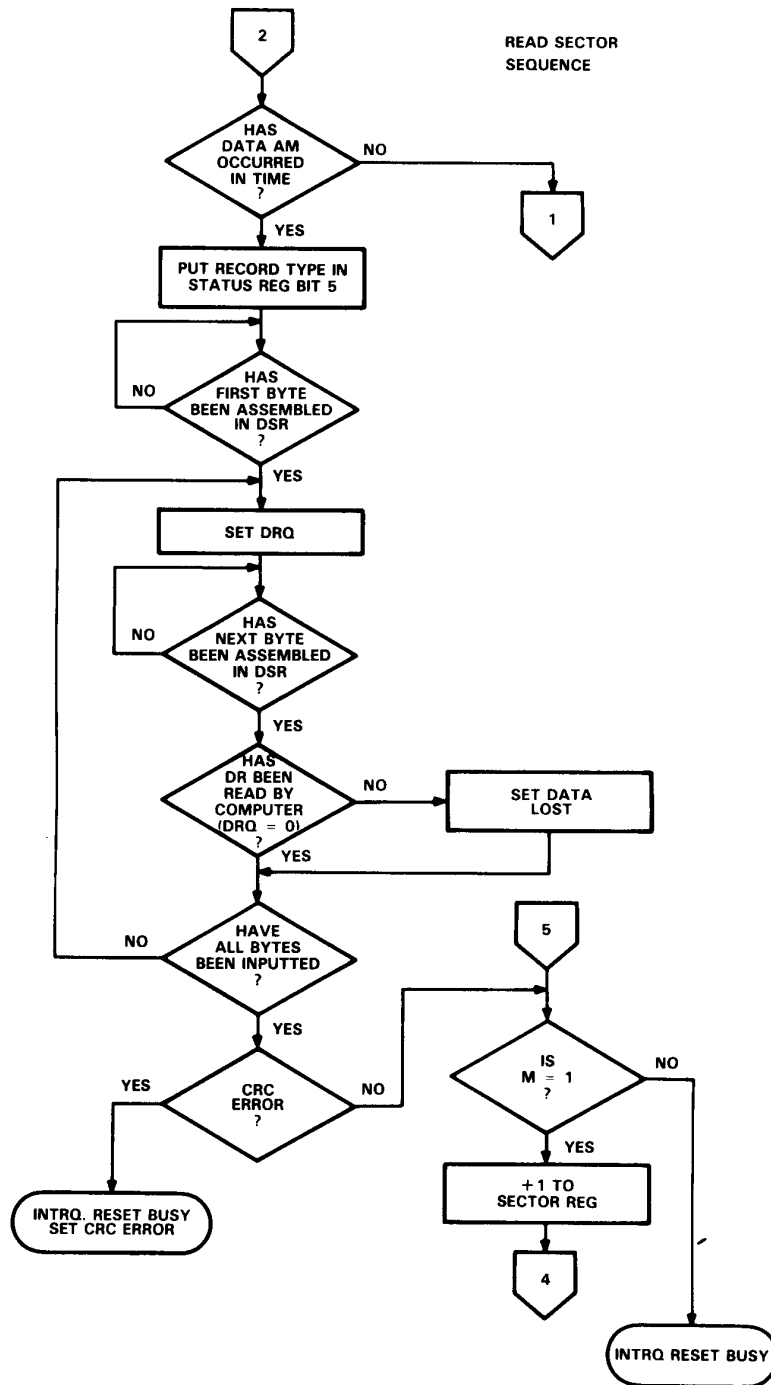 2
READ SECTOR
SEQUENCE
HAS
DATA AM
OCCURRED
IN TIME
?
NO
1
YES
PUT RECORD TYPE IN
STATUS REG BIT 5
HAS
FIRST BYTE
BEEN ASSEMBLED
IN DSR
?
NO
YES
SET DRQ
HAS
NEXT BYTE
BEEN ASSEMBLED
IN DSR
?
NO
YES
HAS
DR BEEN
READ BY
COMPUTER
(DRQ = 0)
?
NO
SET DATA
LOST
YES
HAVE
ALL BYTES
BEEN INPUTTED
?
NO
YES
5
CRC
ERROR
?
YES
NO
IS
M = 1
?
NO
YES
INTRQ. RESET BUSY
SET CRC ERROR
+1 TO
SECTOR REG
4
INTRQ RESET BUSY